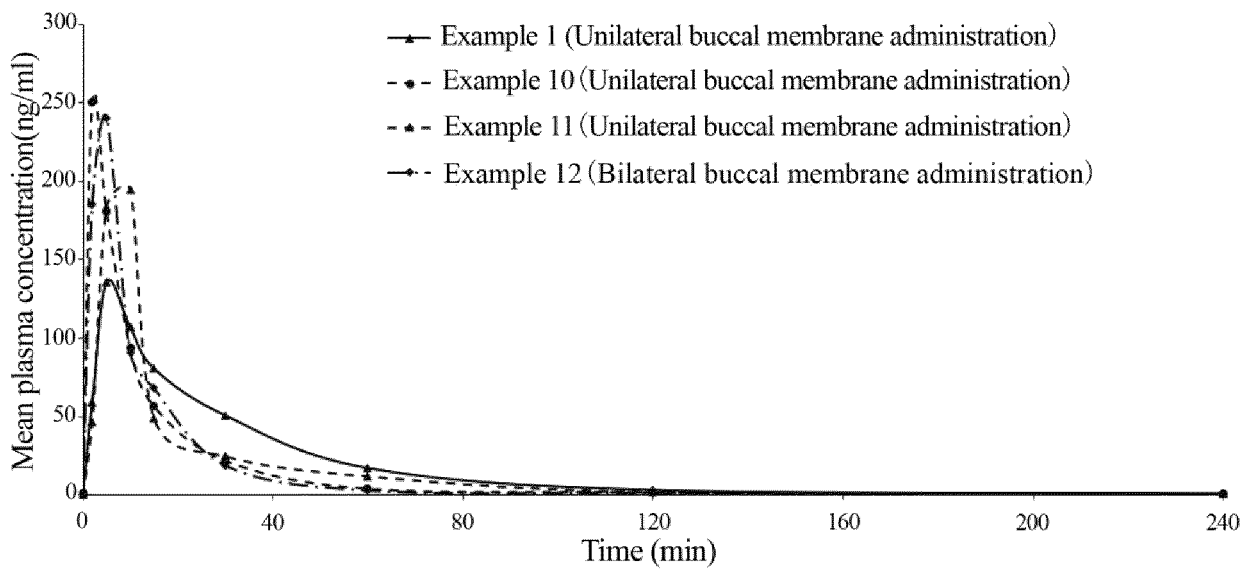 300
250
200
150
100
50
0
Mean plasma concentration(ng/ml)
Example 1 (Unilateral buccal membrane administration)
Example 10 (Unilateral buccal membrane administration)
Example 11 (Unilateral buccal membrane administration)
Example 12 (Bilateral buccal membrane administration)
0 40 80 120 160 200 240
Time (min)